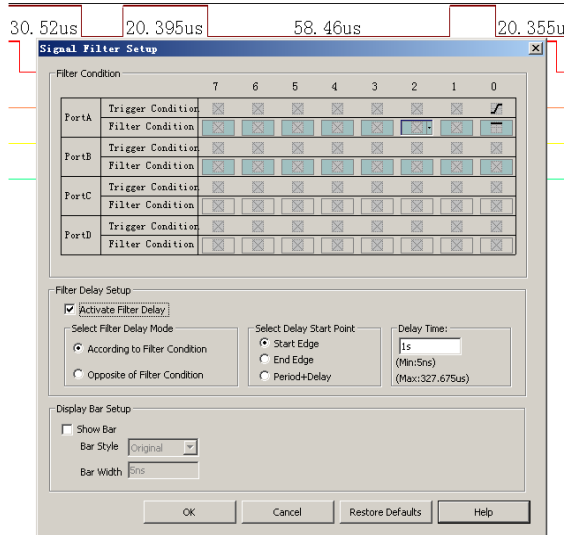 30.52us 20.395us 58.46us 20.355u
Signal Filter Setup
Filter Condition
7 6 5 4 3 2 1 0
PortA Trigger Condition
Filter Condition
PortB Trigger Condition
Filter Condition
PortC Trigger Condition
Filter Condition
PortD Trigger Condition
Filter Condition
Filter Delay Setup
Activate Filter Delay
Select Filter Delay Mode Select Delay Start Point Delay Time:
According to Filter Condition Start Edge 1s
End Edge (Min:5ns)
Opposite of Filter Condition Period+Delay (Max:327.675us)
Display Bar Setup
Show Bar
Bar Style Original
Bar Width 5ns
OK Cancel Restore Defaults Help